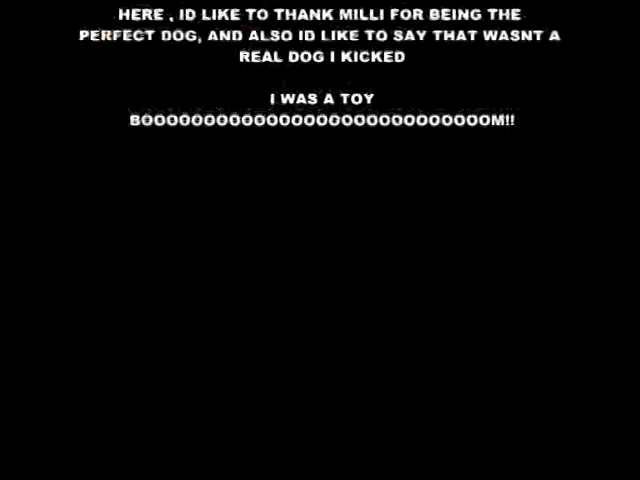 HERE , ID LIKE TO THANK MILLI FOR BEING THE
PERFECT DOG, AND ALSO ID LIKE TO SAY THAT WASNT A
REAL DOG I KICKED
I WAS A TOY
BOOOOOOOOOOOOOOOOOOOOOOOOOOOOM!!